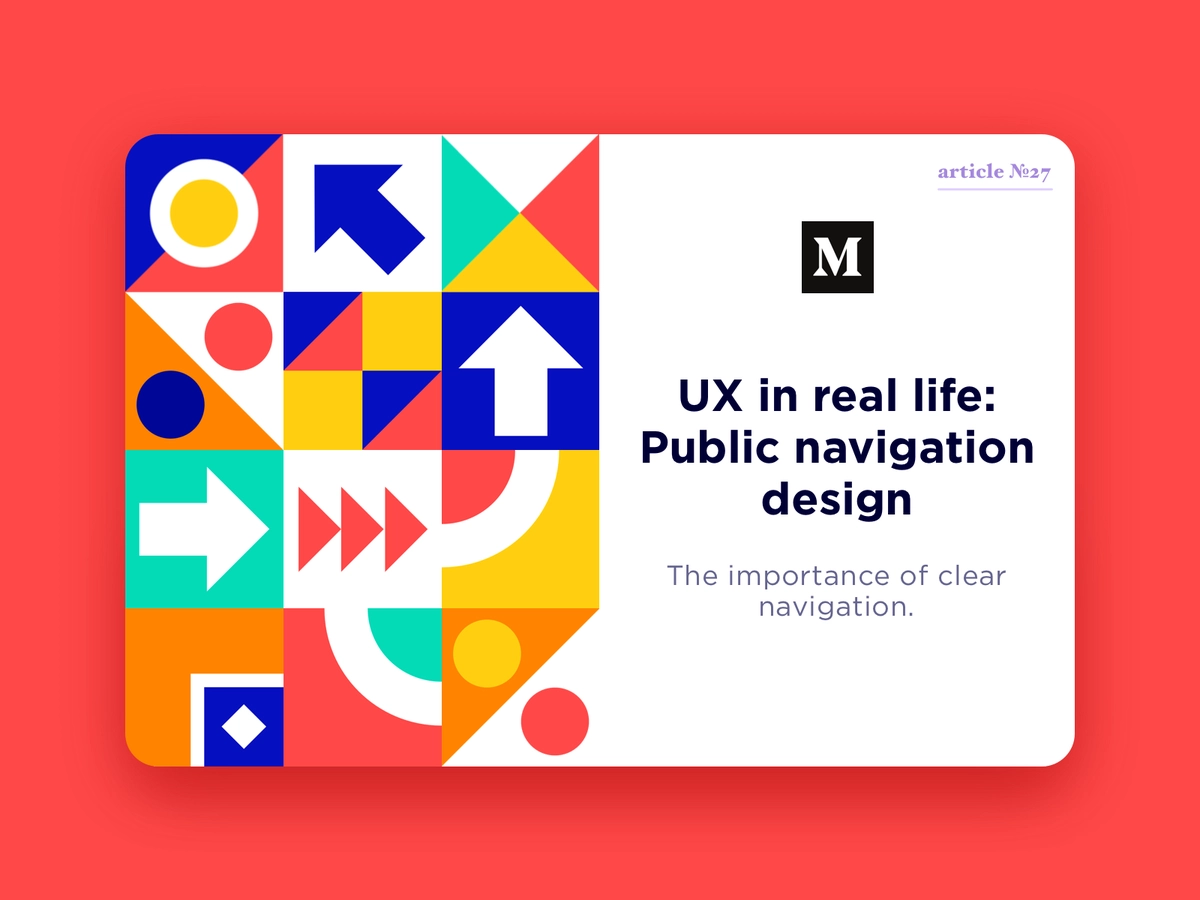 article №27
M
UX in real life:
Public navigation
design
The importance of clear
navigation.